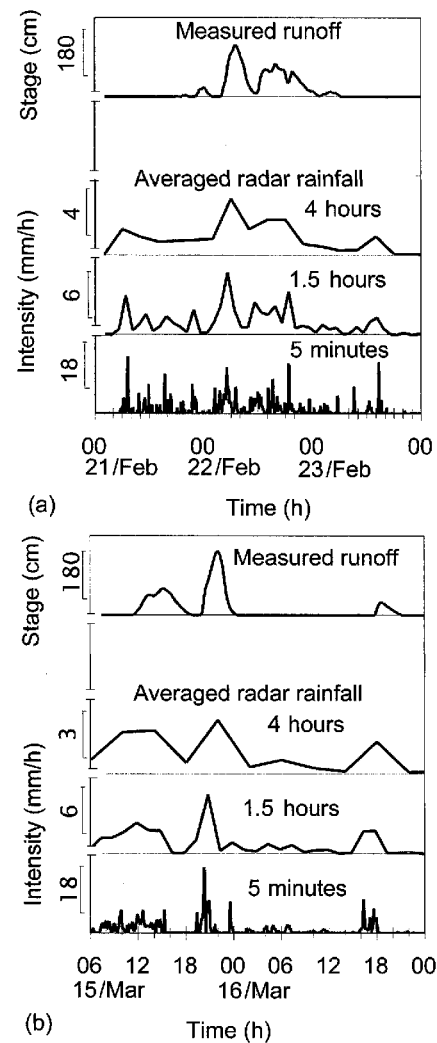 Measured runoff
Stage (cm)
180
Averaged radar rainfall
4 hours
4
Intensity (mm/h)
1.5 hours
6
5 minutes
18
00 00 00 00
21/Feb 22/Feb 23/Feb
(a) Time (h)
Measured runoff
Stage (cm)
180
Averaged radar rainfall
4 hours
3
Intensity (mm/h)
1.5 hours
6
5 minutes
18
06 12 18 00 06 12 18 00
15/Mar 16/Mar
(b) Time (h)